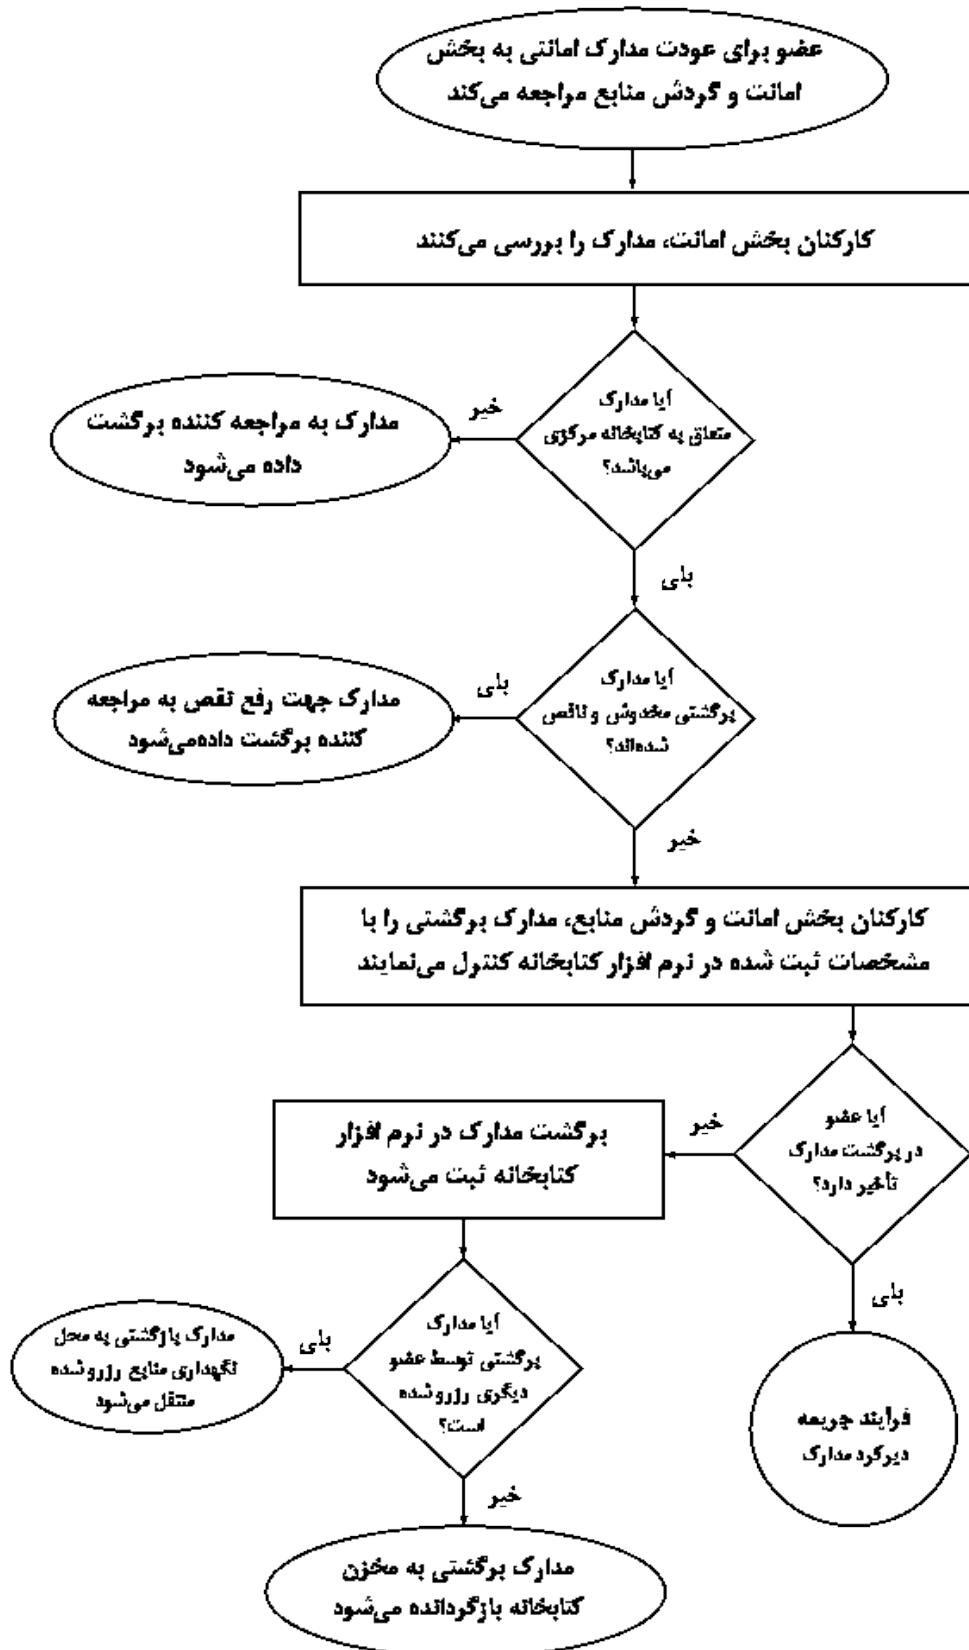 عضو برای عودت مدارک امانتی به بخش
امانت و گردش منابع مراجعه می‌کند
کارکنان بخش امانت، مدارک را بررسی می‌کنند
آیا مدارک
متعلق به کتابخانه مرکزی
می‌باشد؟
خیر
مدارک به مراجعه کننده برگشت
داده می‌شود
بلی
آیا مدارک
برگشتی مخدوش و ناقص
شده‌اند؟
بلی
مدارک جهت رفع نقص به مراجعه
کننده برگشت داده‌می‌شود
خیر
کارکنان بخش امانت و گردش منابع، مدارک برگشتی را با
مشخصات ثبت شده در نرم افزار کتابخانه کنترل می‌نمایند
آیا عضو
در برگشت مدارک
تأخیر دارد؟
خیر
برگشت مدارک در نرم افزار
کتابخانه ثبت می‌شود
بلی
فرآیند جریمه
دیرکرد مدارک
آیا مدارک
برگشتی توسط عضو
دیگری رزرو شده
است؟
بلی
مدارک بازگشتی به محل
نگهداری منابع رزرو شده
منتقل می‌شود
خیر
مدارک برگشتی به مخزن
کتابخانه بازگردانده می‌شود